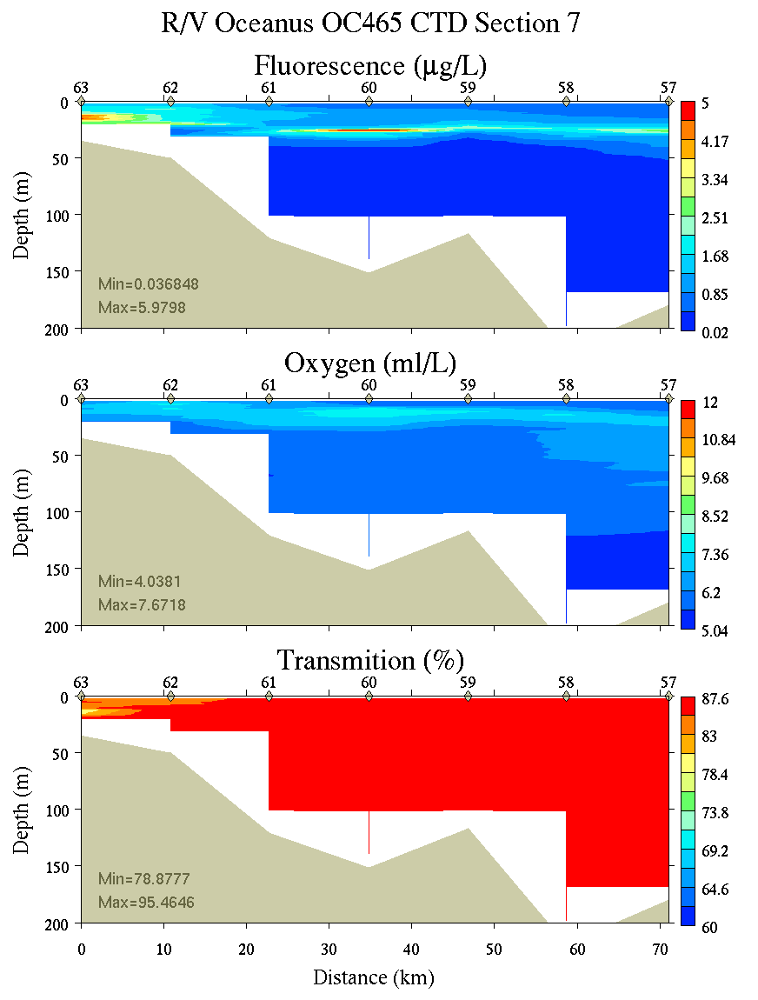 R/V Oceanus OC465 CTD Section 7
Fluorescence (µg/L)
63 62 61 60 59 58 57
0
50
100
150
200
Depth (m)
Min=0.036848
Max=5.9798
5
4.17
3.34
2.51
1.68
0.85
0.02
Oxygen (ml/L)
63 62 61 60 59 58 57
0
50
100
150
200
Depth (m)
Min=4.0381
Max=7.6718
12
10.84
9.68
8.52
7.36
6.2
5.04
Transmition (%)
63 62 61 60 59 58 57
0
50
100
150
200
Depth (m)
Min=78.8777
Max=95.4646
87.6
83
78.4
73.8
69.2
64.6
60
0 10 20 30 40 50 60 70
Distance (km)